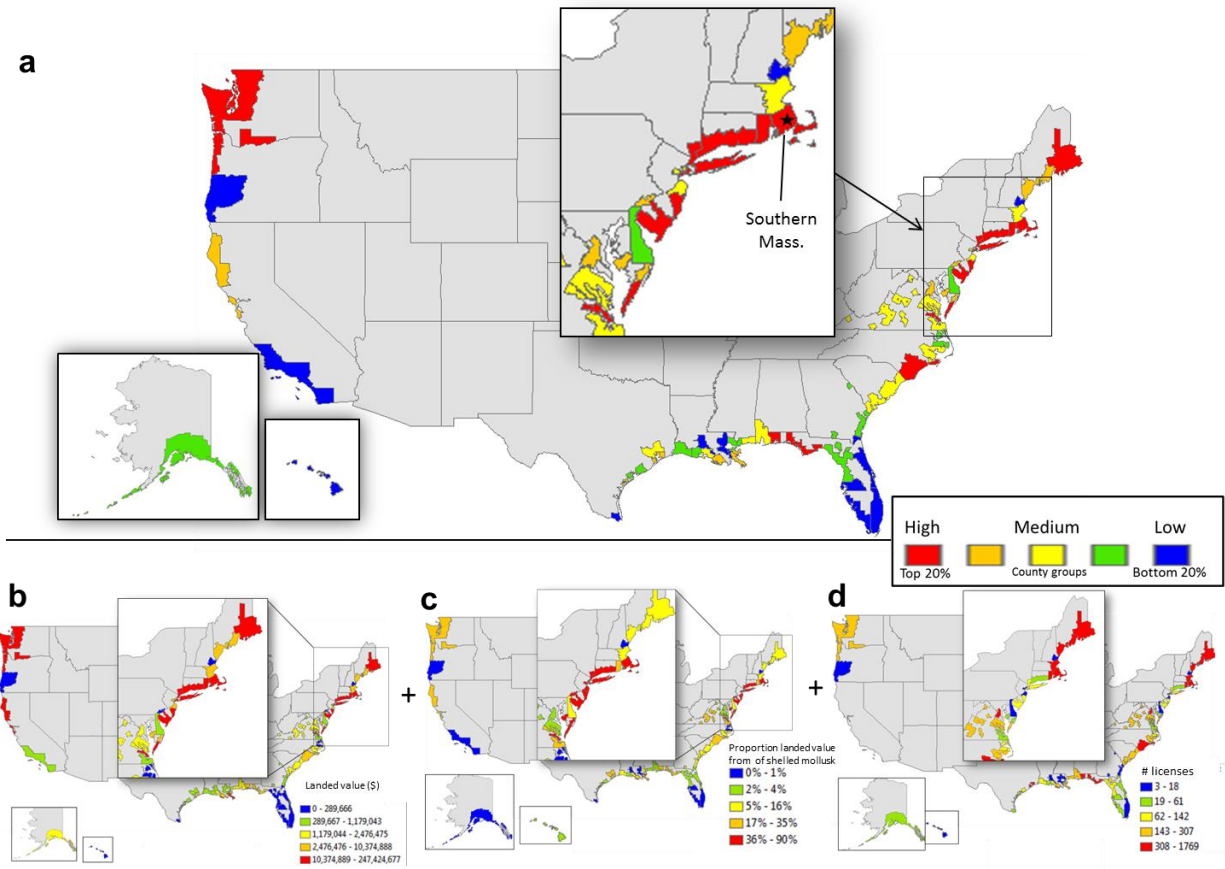 a
Southern
Mass.
High
Medium
Low
Top 20%
County groups
Bottom 20%
b
Landed value ($)
0 - 289,666
289,667 - 1,179,043
1,179,044 - 2,476,475
2,476,476 - 10,374,888
10,374,889 - 247,424,677
+
c
Proportion landed value
from of shelled mollusk
0% - 1%
2% - 4%
5% - 16%
17% - 35%
36% - 90%
+
d
# licenses
3 - 18
19 - 61
62 - 142
143 - 307
308 - 1769